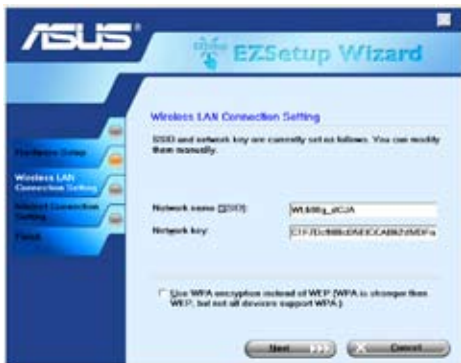 ASUS
EZSetup Wizard
Wireless LAN Connection Setting
SSID and network key are currently set as follows. You can modify
them manually.
Hardware Setup
Wireless LAN
Connection Setting
Internet Connection
Setting
Finish
Network name (SSID):
Network key:
Use WPA encryption instead of WEP (WPA is stronger then
WEP, but not all devices support WPA.)
Next
Cancel